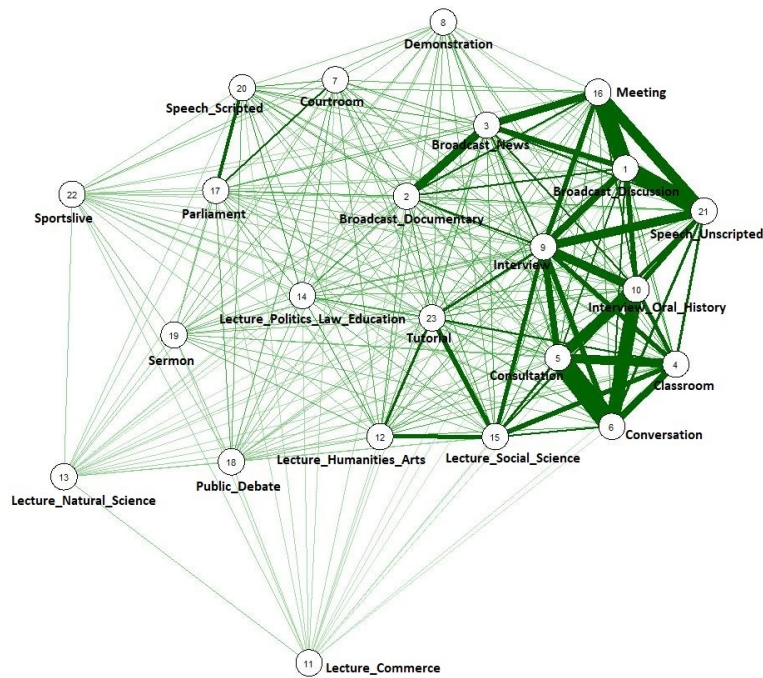 8
Demonstration
20
Speech_Scripted
7
Courtroom
16
Meeting
3
Broadcast_News
1
Broadcast_Discussion
22
Sportslive
17
Parliament
2
Broadcast_Documentary
21
Speech_Unscripted
9
Interview
10
Interview_Oral_History
14
Lecture_Politics_Law_Education
23
Tutorial
19
Sermon
5
Consultation
4
Classroom
6
Conversation
12
Lecture_Humanities_Arts
15
Lecture_Social_Science
18
Public_Debate
13
Lecture_Natural_Science
11
Lecture_Commerce